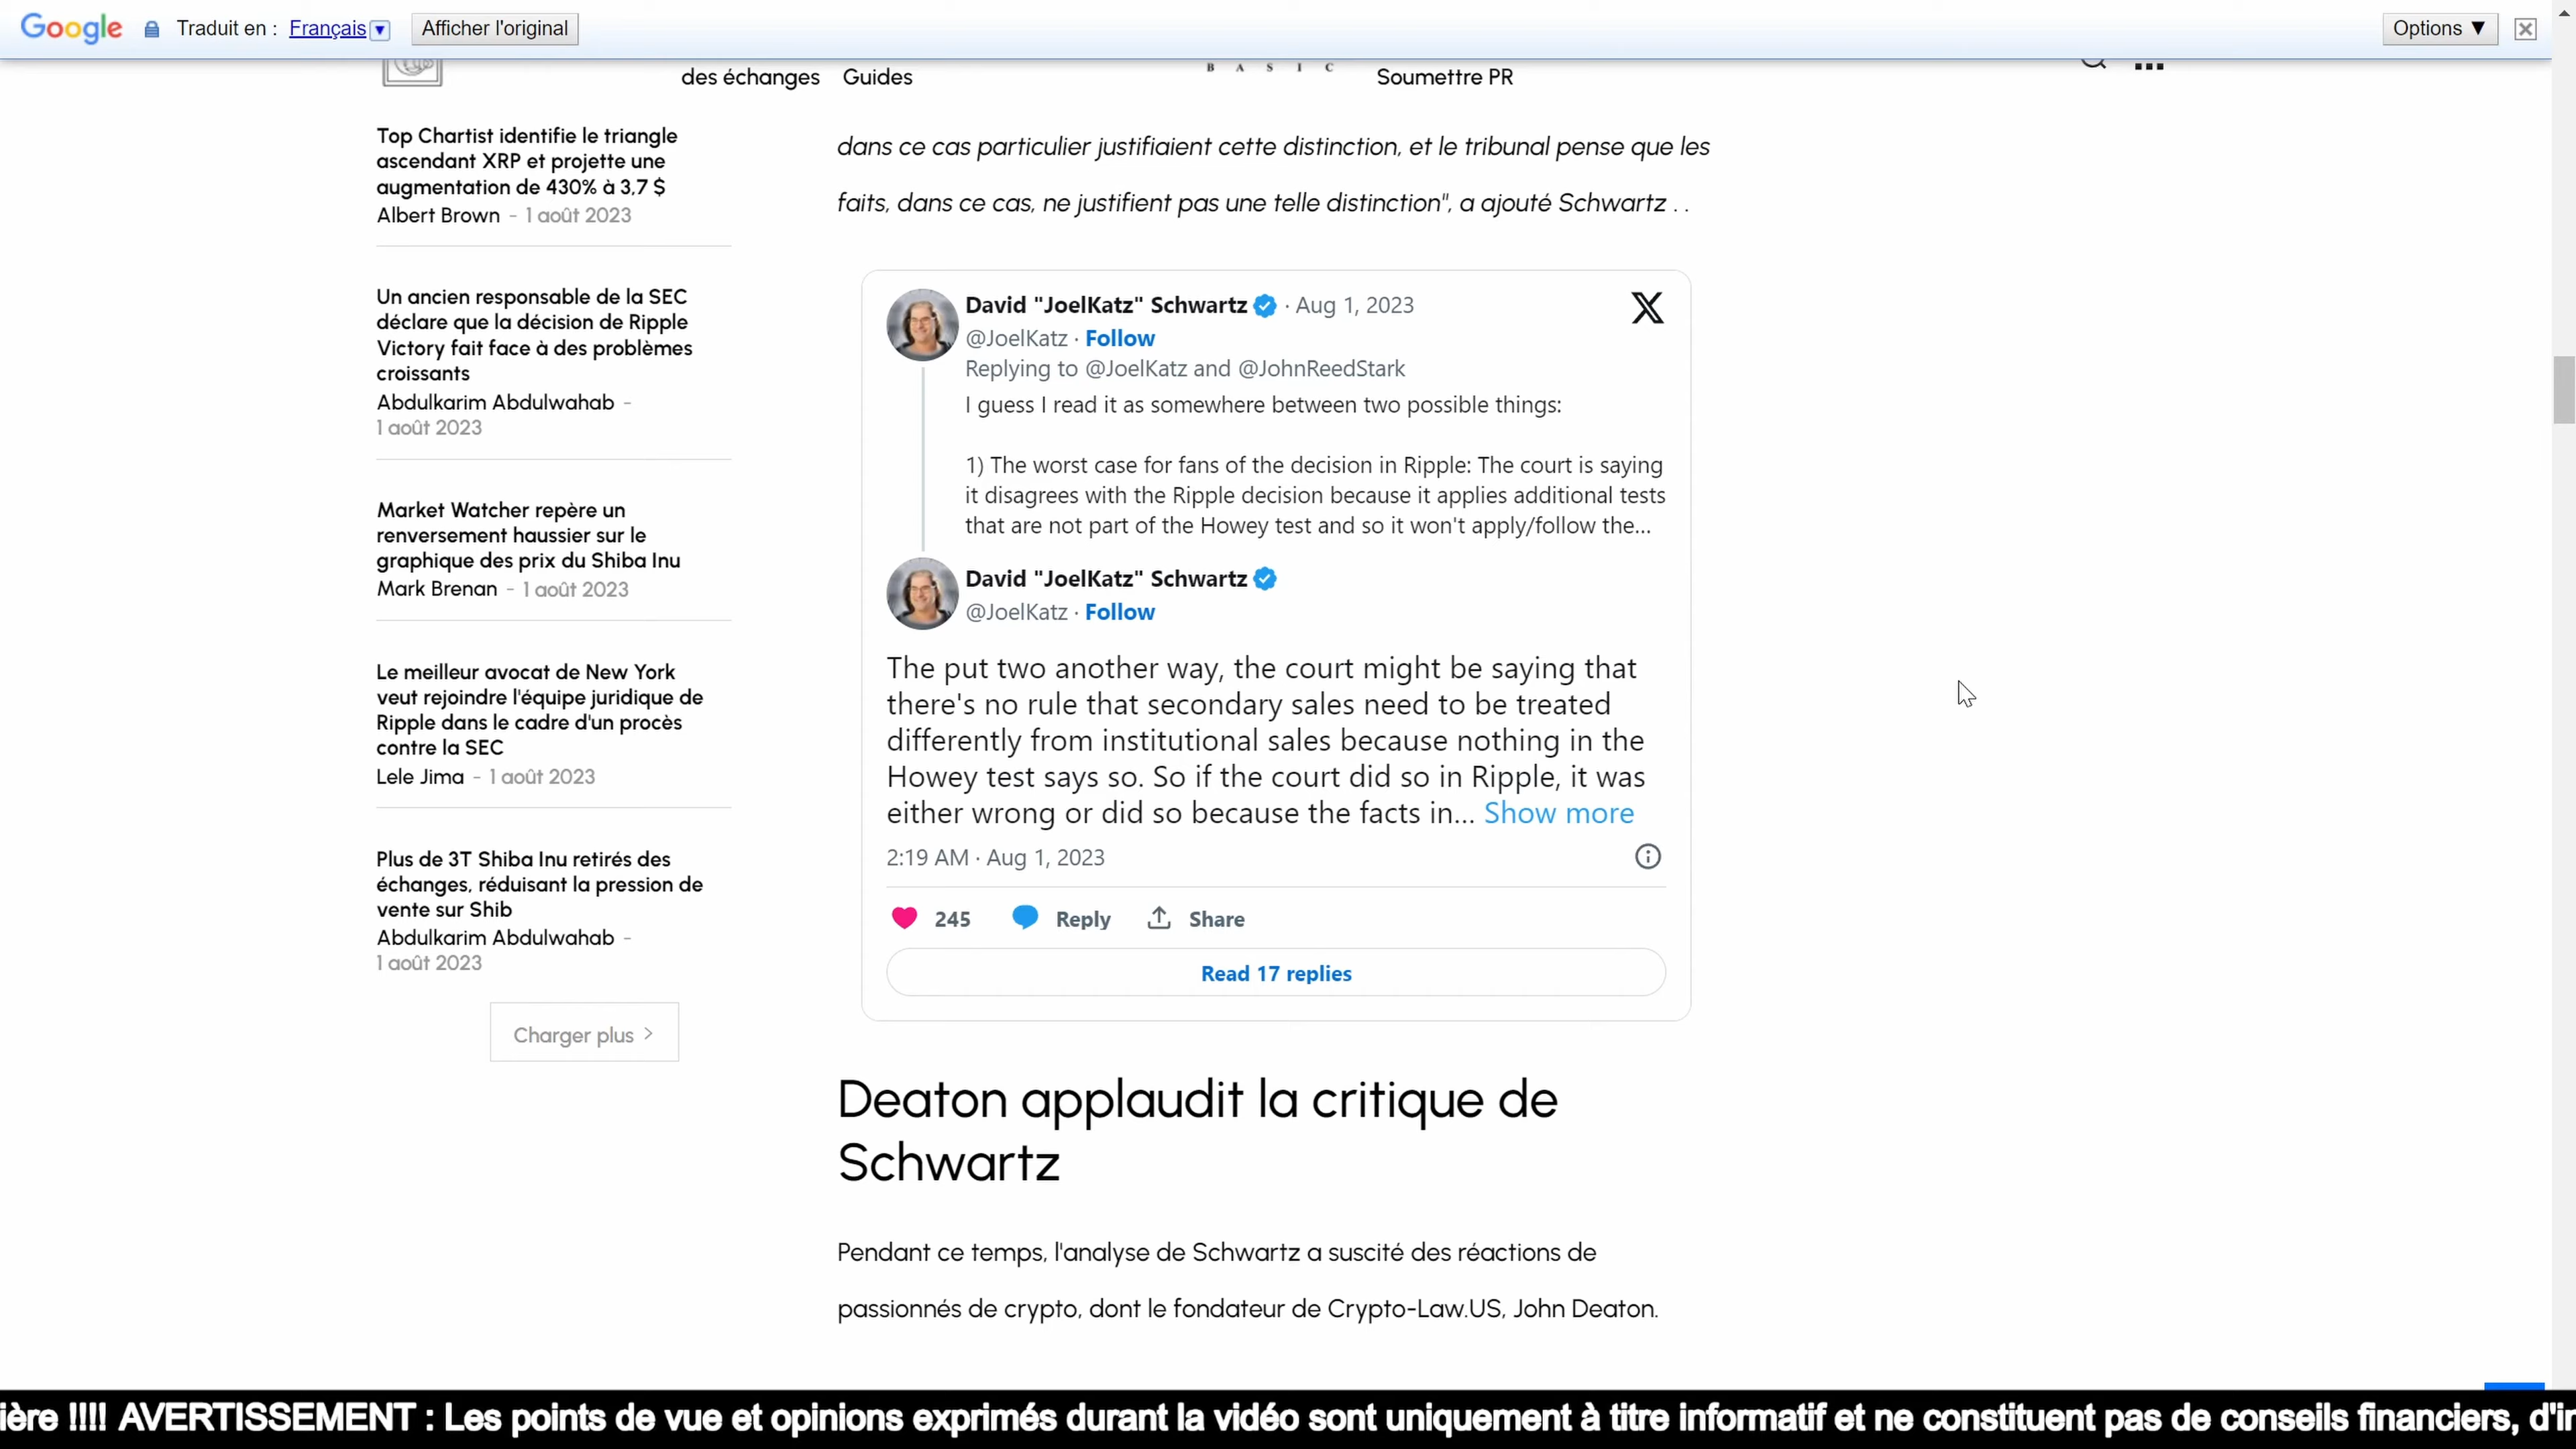 Google Traduit en : Français Afficher l'original Options ▼
des échanges Guides BASIC Soumettre PR
Top Chartist identifie le triangle
ascendant XRP et projette une
augmentation de 430% à 3,7 $
Albert Brown - 1 août 2023
Un ancien responsable de la SEC
déclare que la décision de Ripple
Victory fait face à des problèmes
croissants
Abdulkarim Abdulwahab -
1 août 2023
Market Watcher repère un
renversement haussier sur le
graphique des prix du Shiba Inu
Mark Brenan - 1 août 2023
Le meilleur avocat de New York
veut rejoindre l'équipe juridique de
Ripple dans le cadre d'un procès
contre la SEC
Lele Jima - 1 août 2023
Plus de 3T Shiba Inu retirés des
échanges, réduisant la pression de
vente sur Shib
Abdulkarim Abdulwahab -
1 août 2023
Charger plus >
dans ce cas particulier justifiaient cette distinction, et le tribunal pense que les
faits, dans ce cas, ne justifient pas une telle distinction", a ajouté Schwartz . .
David "JoelKatz" Schwartz · Aug 1, 2023
@JoelKatz · Follow
Replying to @JoelKatz and @JohnReedStark
I guess I read it as somewhere between two possible things:
1) The worst case for fans of the decision in Ripple: The court is saying
it disagrees with the Ripple decision because it applies additional tests
that are not part of the Howey test and so it won't apply/follow the...
David "JoelKatz" Schwartz
@JoelKatz · Follow
The put two another way, the court might be saying that
there's no rule that secondary sales need to be treated
differently from institutional sales because nothing in the
Howey test says so. So if the court did so in Ripple, it was
either wrong or did so because the facts in... Show more
2:19 AM · Aug 1, 2023
245 Reply Share
Read 17 replies
Deaton applaudit la critique de
Schwartz
Pendant ce temps, l'analyse de Schwartz a suscité des réactions de
passionnés de crypto, dont le fondateur de Crypto-Law.US, John Deaton.
ière !!!! AVERTISSEMENT : Les points de vue et opinions exprimés durant la vidéo sont uniquement à titre informatif et ne constituent pas de conseils financiers, d'in